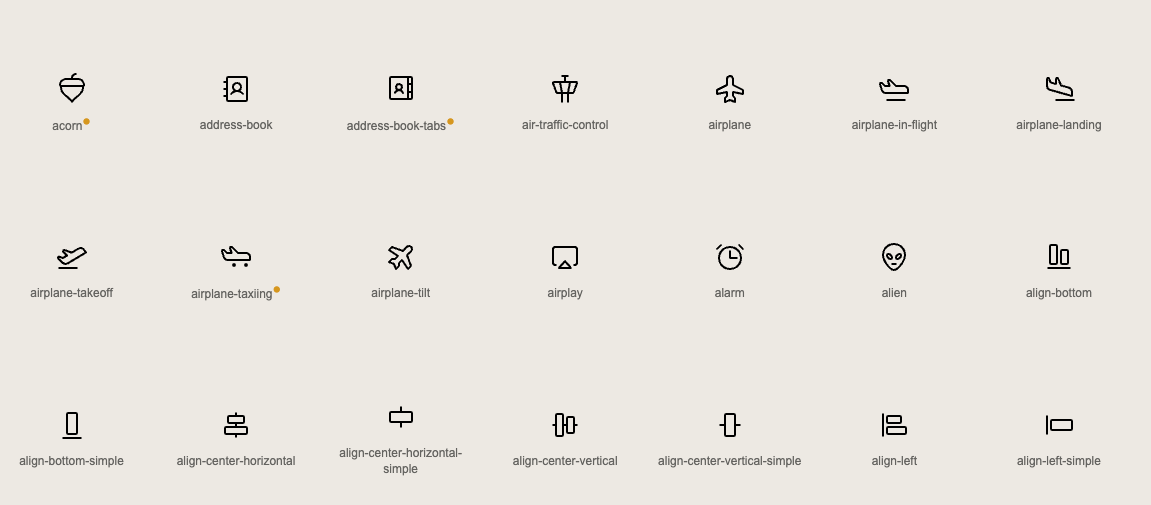 acorn
address-book
address-book-tabs
air-traffic-control
airplane
airplane-in-flight
airplane-landing
airplane-takeoff
airplane-taxiing
airplane-tilt
airplay
alarm
alien
align-bottom
align-bottom-simple
align-center-horizontal
align-center-horizontal-
simple
align-center-vertical
align-center-vertical-simple
align-left
align-left-simple